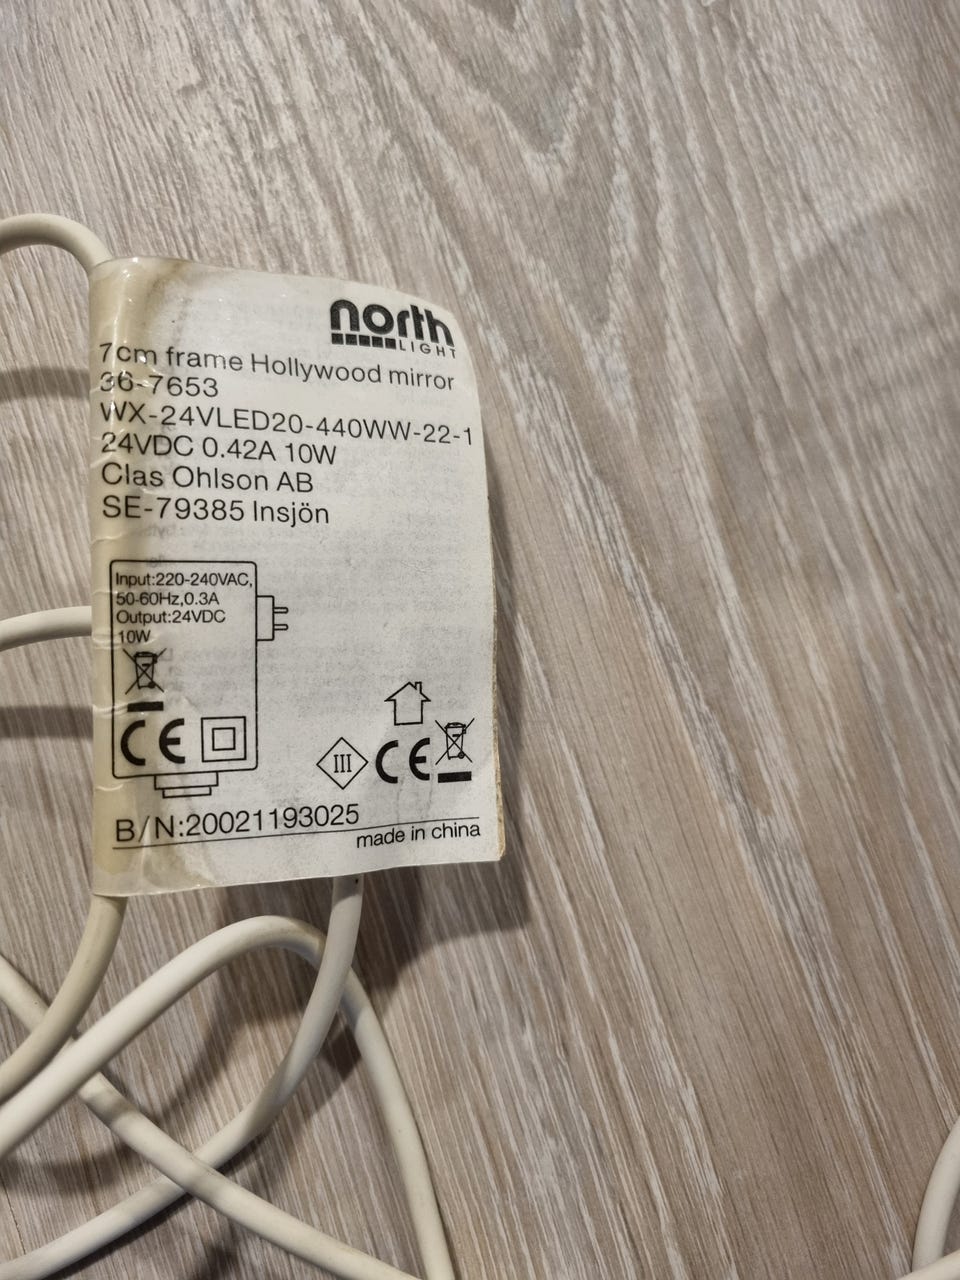 north
LIGHT
7cm frame Hollywood mirror
36-7653
WX-24VLED20-440WW-22-1
24VDC 0.42A 10W
Clas Ohlson AB
SE-79385 Insjön
Input:220-240VAC,
50-60Hz,0.3A
Output:24VDC
10W
CE
III
CE
B/N:20021193025
made in china